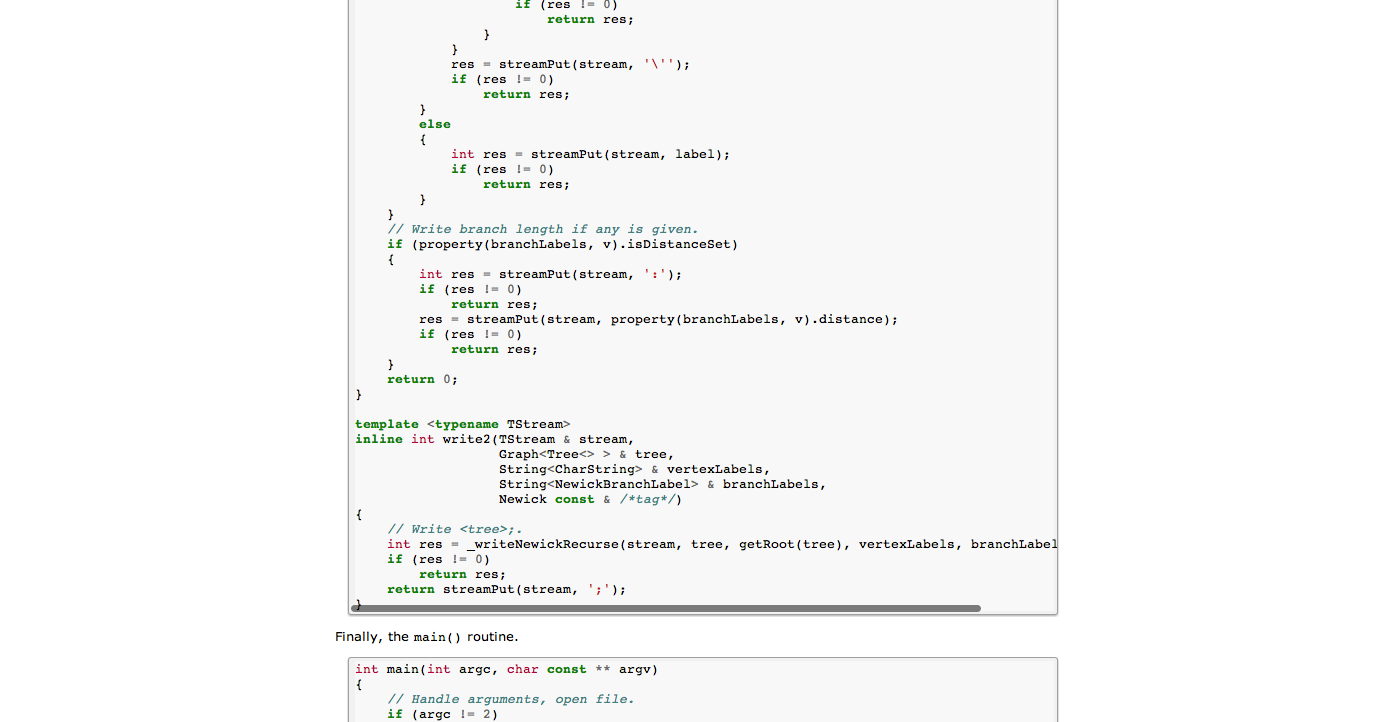 if (res != 0)
return res;
}
}
res = streamPut(stream, '\'');
if (res != 0)
return res;
}
else
{
int res = streamPut(stream, label);
if (res != 0)
return res;
}
}
// Write branch length if any is given.
if (property(branchLabels, v).isDistanceSet)
{
int res = streamPut(stream, ':');
if (res != 0)
return res;
res = streamPut(stream, property(branchLabels, v).distance);
if (res != 0)
return res;
}
return 0;
}
template <typename TStream>
inline int write2(TStream & stream,
Graph<Tree<> > & tree,
String<CharString> & vertexLabels,
String<NewickBranchLabel> & branchLabels,
Newick const & /*tag*/)
{
// Write <tree>;.
int res = _writeNewickRecurse(stream, tree, getRoot(tree), vertexLabels, branchLabel
if (res != 0)
return res;
return streamPut(stream, ';');
}
Finally, the main() routine.
int main(int argc, char const ** argv)
{
// Handle arguments, open file.
if (argc != 2)